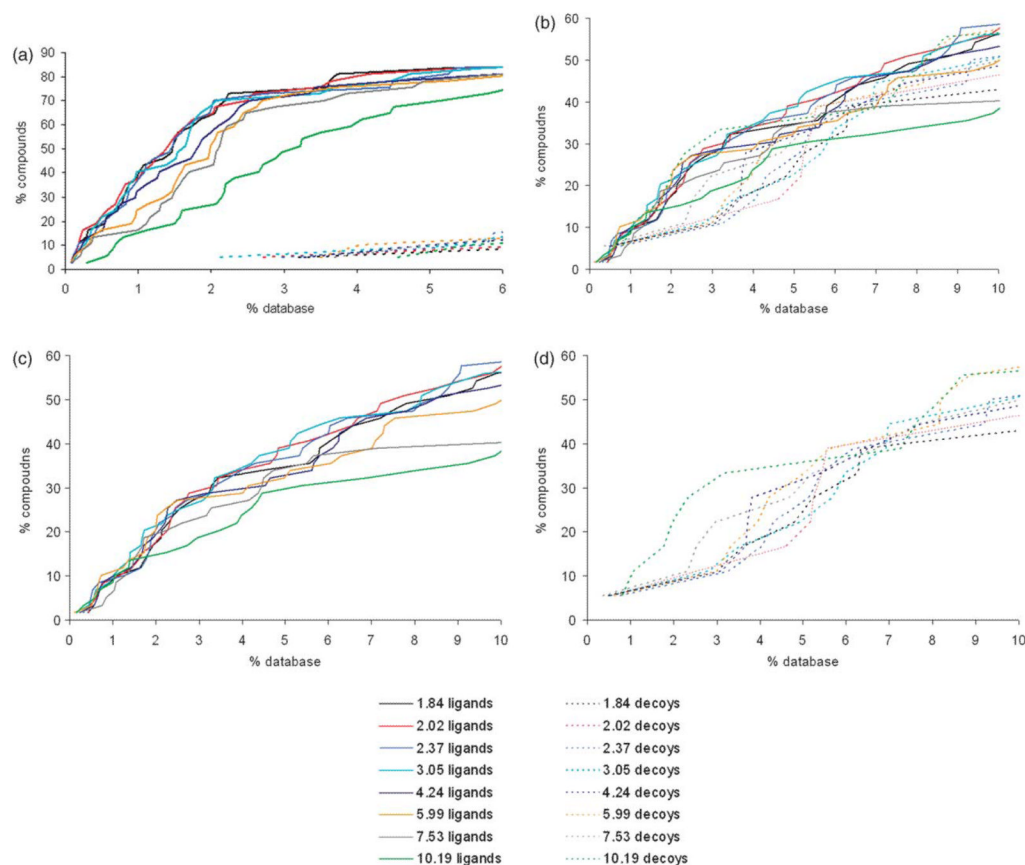 (a)
90
80
70
60
50
40
30
20
10
0
% compounds
0 1 2 3 4 5 6
% database
(b)
60
50
40
30
20
10
0
% compoudns
0 1 2 3 4 5 6 7 8 9 10
% database
(c)
60
50
40
30
20
10
0
% compoudns
0 1 2 3 4 5 6 7 8 9 10
% database
(d)
60
50
40
30
20
10
0
% compoudns
0 1 2 3 4 5 6 7 8 9 10
% database
1.84 ligands 1.84 decoys
2.02 ligands 2.02 decoys
2.37 ligands 2.37 decoys
3.05 ligands 3.05 decoys
4.24 ligands 4.24 decoys
5.99 ligands 5.99 decoys
7.53 ligands 7.53 decoys
10.19 ligands 10.19 decoys